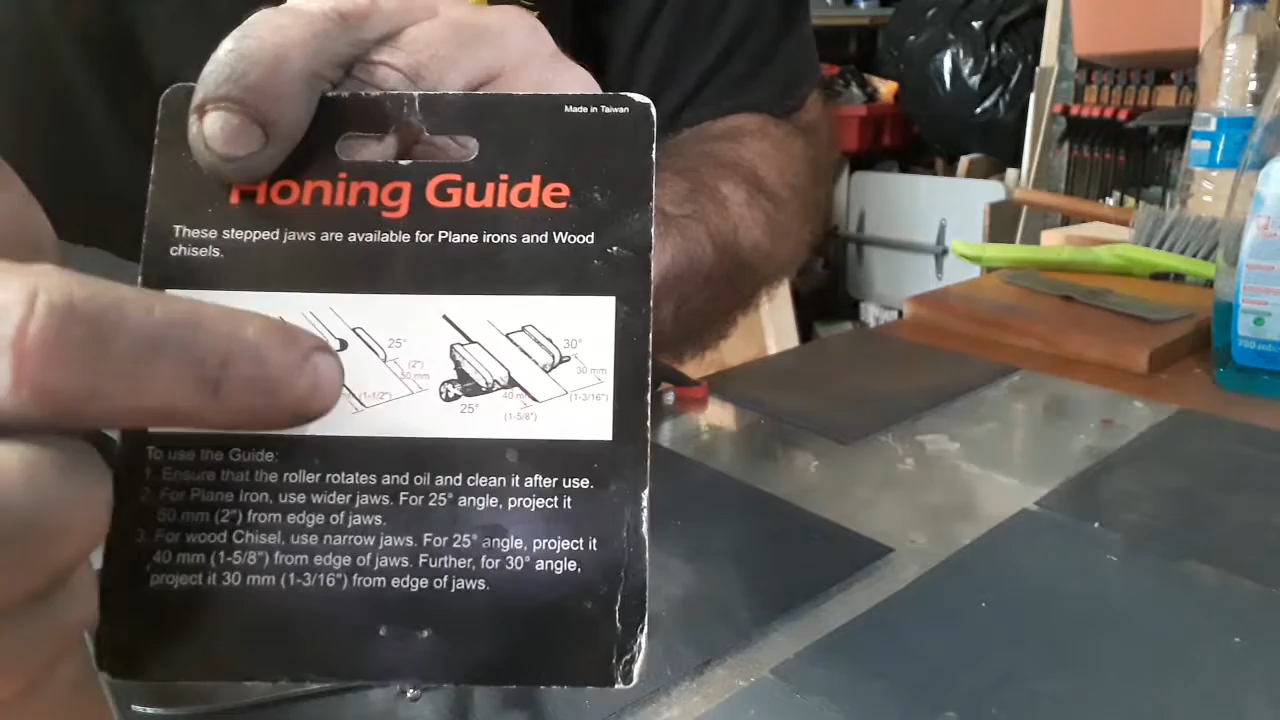 Made in Taiwan
Honing Guide
These stepped jaws are available for Plane irons and Wood
chisels.
25°
(2")
50 mm
(1-1/2")
30°
30 mm
(1-3/16")
40 mm
25°
(1-5/8")
To use the Guide:
1. Ensure that the roller rotates and oil and clean it after use.
2. For Plane Iron, use wider jaws. For 25° angle, project it
50 mm (2") from edge of jaws.
3. For wood Chisel, use narrow jaws. For 25° angle, project it
40 mm (1-5/8") from edge of jaws. Further, for 30° angle,
project it 30 mm (1-3/16") from edge of jaws.
750 ml